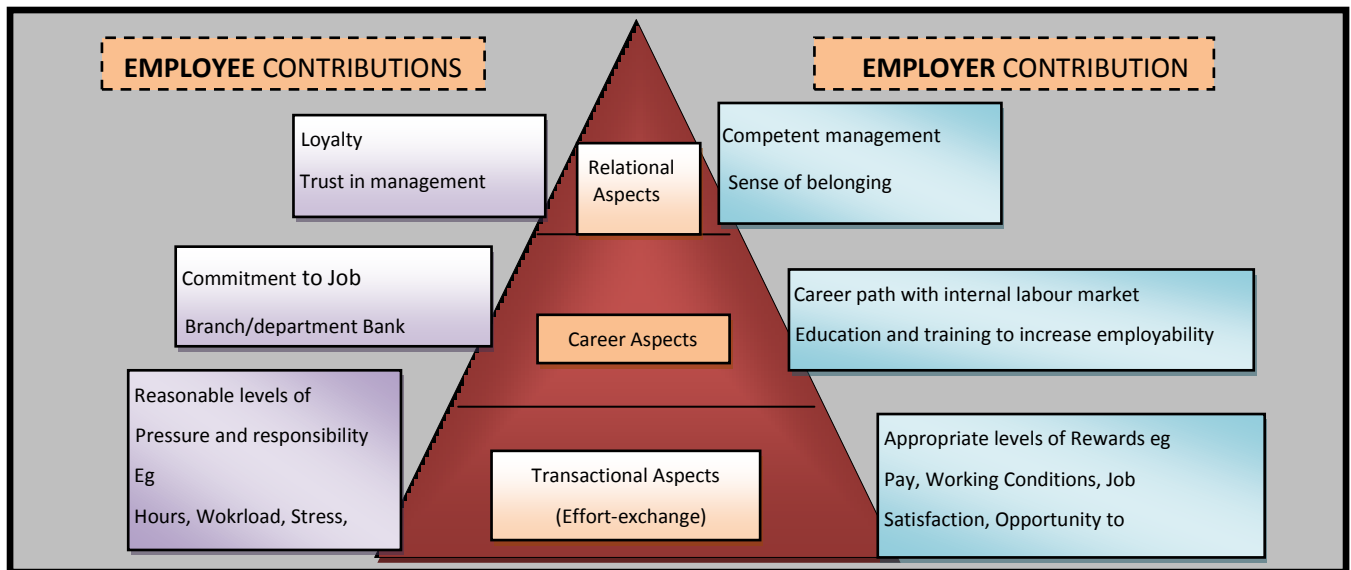 EMPLOYEE CONTRIBUTIONS
EMPLOYER CONTRIBUTION
Loyalty
Trust in management
Relational
Aspects
Competent management
Sense of belonging
Commitment to Job
Branch/department Bank
Career Aspects
Career path with internal labour market
Education and training to increase employability
Reasonable levels of
Pressure and responsibility
Eg
Hours, Wokrload, Stress,
Transactional Aspects
(Effort-exchange)
Appropriate levels of Rewards eg
Pay, Working Conditions, Job
Satisfaction, Opportunity to